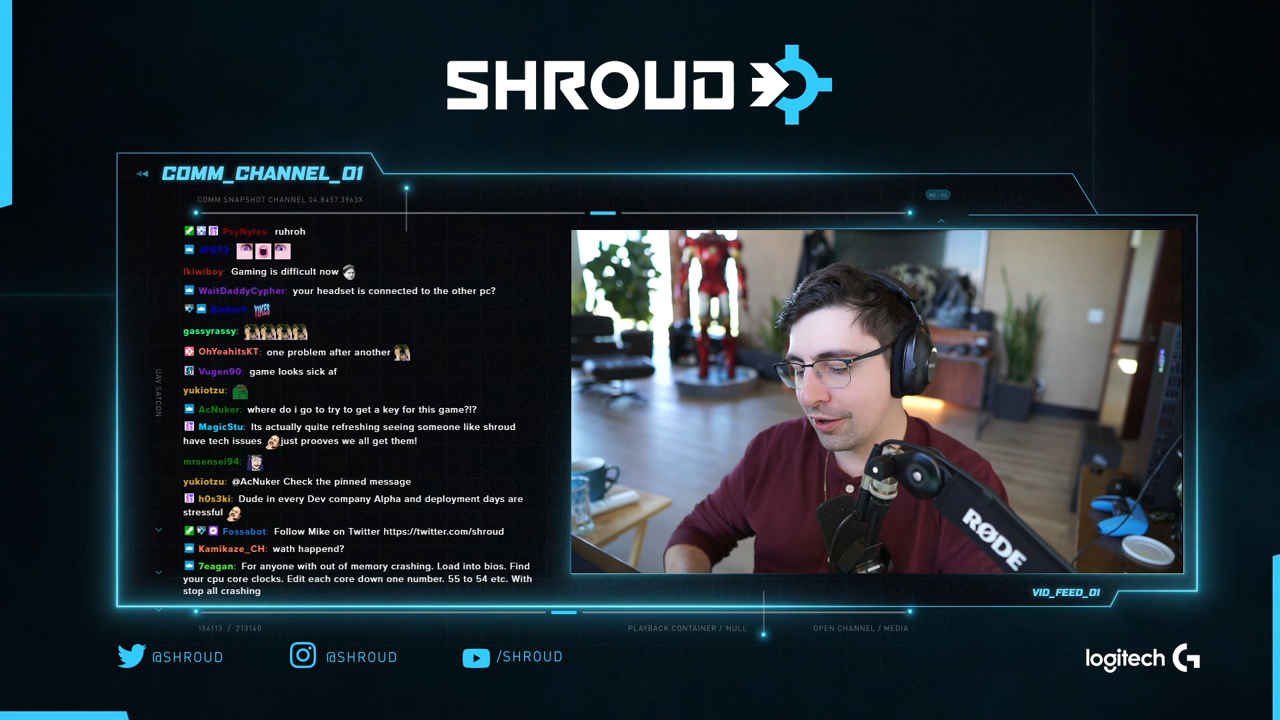 SHROUD
COMM_CHANNEL_01
COMM SNAPSHOT CHANNEL 04.8457.3963X
PsyNytes: ruhroh
JPG73
Ikiwiboy: Gaming is difficult now
WaitDaddyCypher: your headset is connected to the other pc?
YIKES
gassyrassy:
OhYeahitsKT: one problem after another
Vugen90: game looks sick af
yukiotzu:
AcNuker: where do i go to try to get a key for this game?!?
MagicStu: Its actually quite refreshing seeing someone like shroud
have tech issues just prooves we all get them!
mrsensei94:
yukiotzu: @AcNuker Check the pinned message
h0s3ki: Dude in every Dev company Alpha and deployment days are
stressful
Fossabot: Follow Mike on Twitter https://twitter.com/shroud
Kamikaze_CH: wath happend?
7eagan: For anyone with out of memory crashing. Load into bios. Find
your cpu core clocks. Edit each core down one number. 55 to 54 etc. With
stop all crashing
UAV SATCON
RØDE
VID_FEED_01
156113 / 213140
PLAYBACK CONTAINER / NULL
OPEN CHANNEL / MEDIA
@SHROUD
@SHROUD
/SHROUD
logitech G